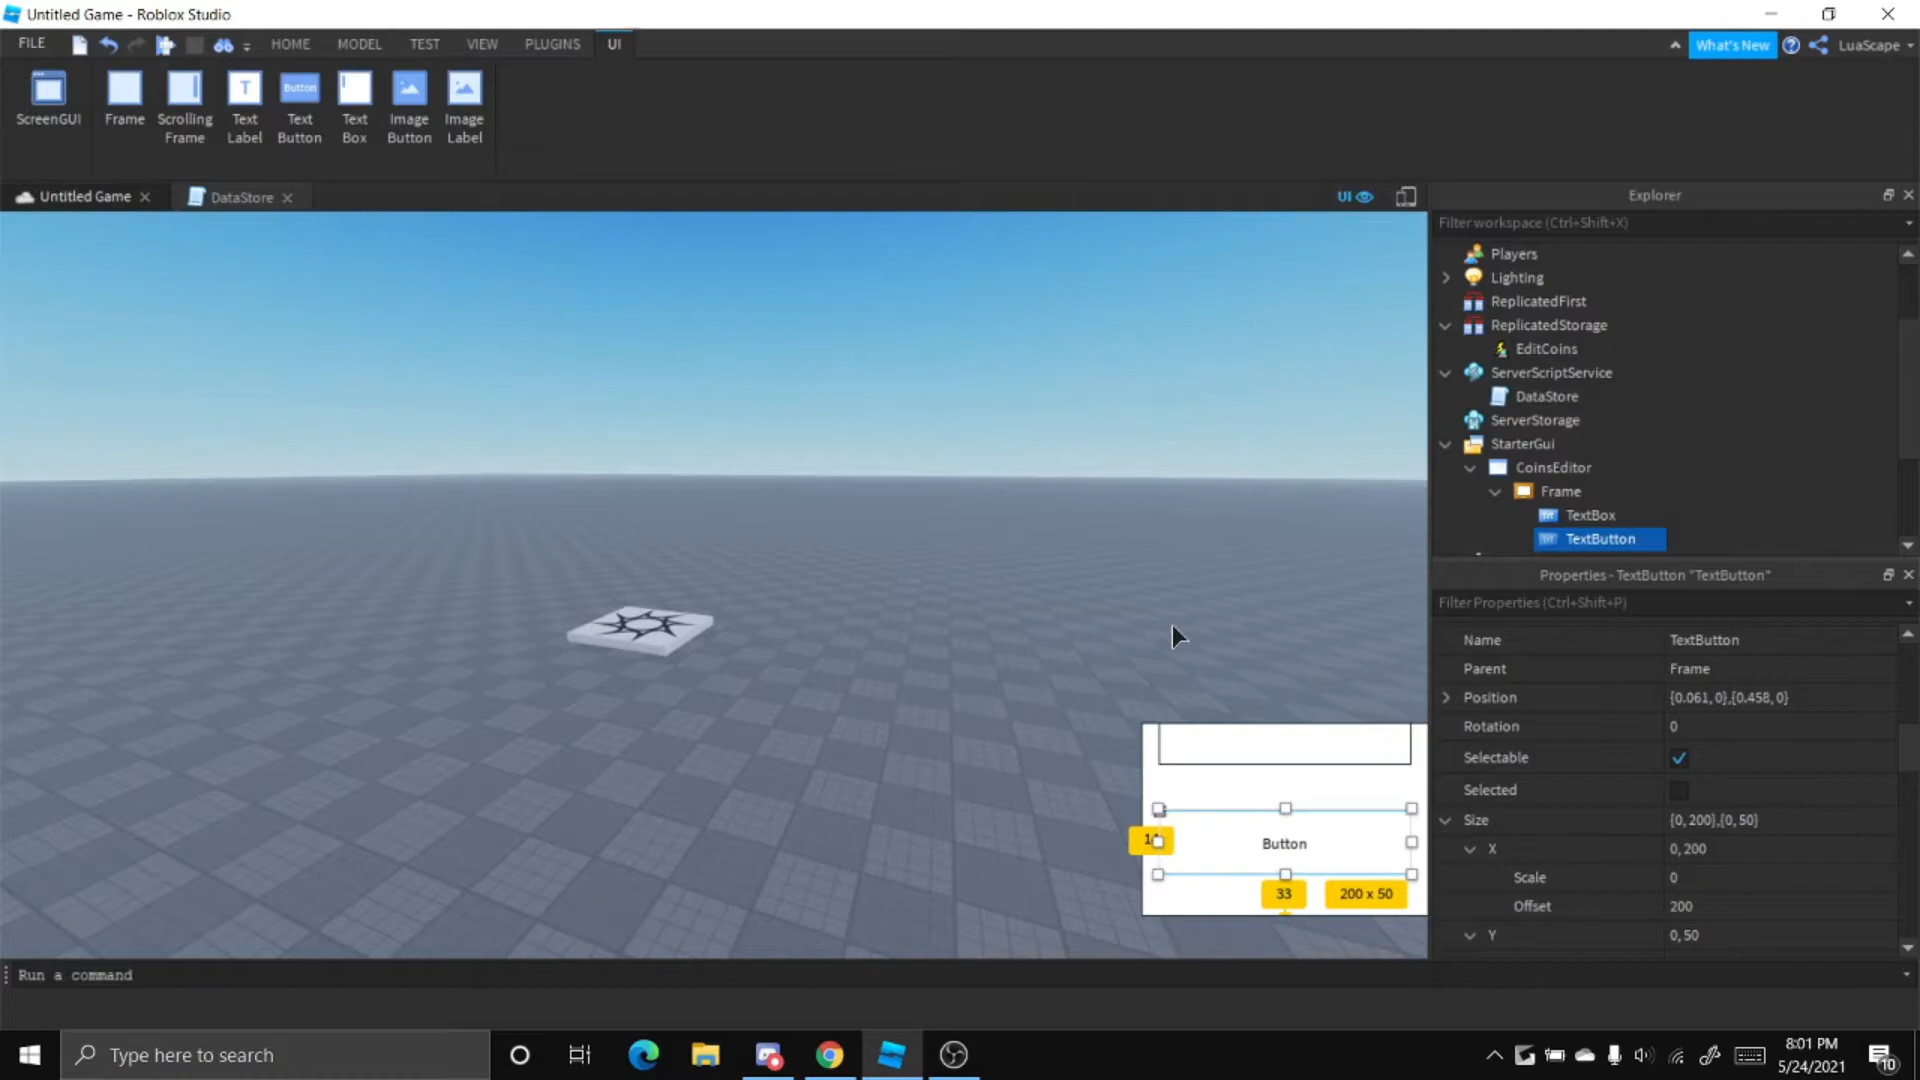 Untitled Game - Roblox Studio
FILE HOME MODEL TEST VIEW PLUGINS UI What's New LuaScape
ScreenGUI Frame Scrolling Frame Text Label Button Text Button Text Box Image Button Image Label
T
Untitled Game DataStore UI Explorer
Filter workspace (Ctrl+Shift+X)
Players
Lighting
ReplicatedFirst
ReplicatedStorage
EditCoins
ServerScriptService
DataStore
ServerStorage
StarterGui
CoinsEditor
Frame
TextBox
TextButton
Properties - TextButton "TextButton"
Filter Properties (Ctrl+Shift+P)
Name TextButton
Parent Frame
Position {0.061, 0},{0.458, 0}
Rotation 0
Selectable
Selected
Size {0, 200},{0, 50}
X 0, 200
Scale 0
Offset 200
Y 0, 50
Button
33 200 x 50
Run a command
Type here to search
8:01 PM
5/24/2021
10